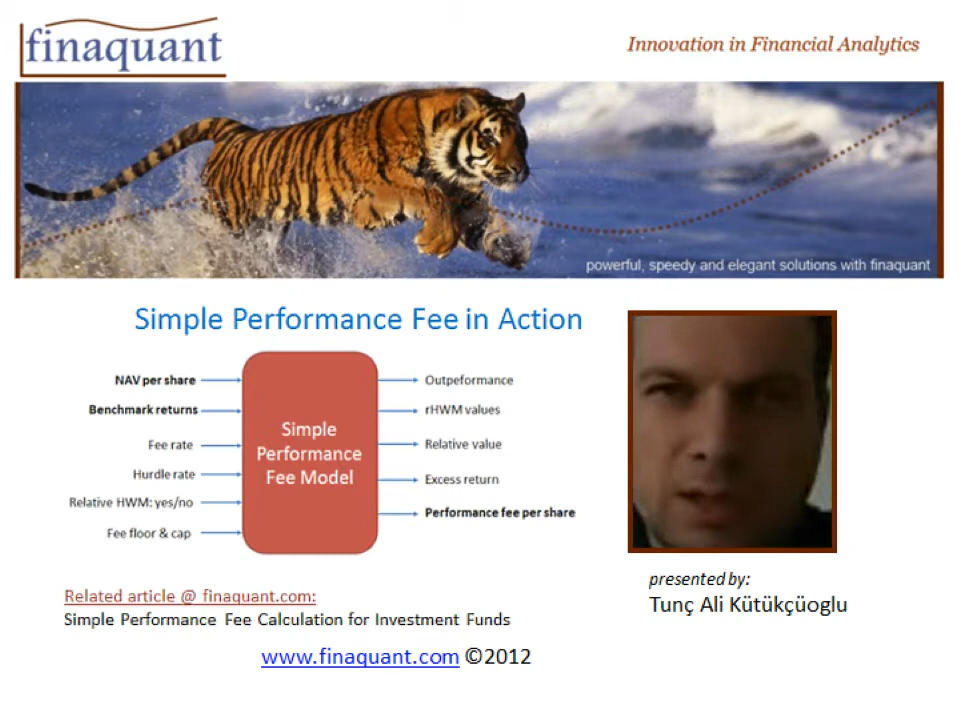 finaquant
Innovation in Financial Analytics
powerful, speedy and elegant solutions with finaquant
Simple Performance Fee in Action
NAV per share
Benchmark returns
Fee rate
Hurdle rate
Relative HWM: yes/no
Fee floor & cap
Simple
Performance
Fee Model
Outpeformance
rHWM values
Relative value
Excess return
Performance fee per share
presented by:
Tunç Ali Kütükçüoglu
Related article @ finaquant.com:
Simple Performance Fee Calculation for Investment Funds
www.finaquant.com ©2012